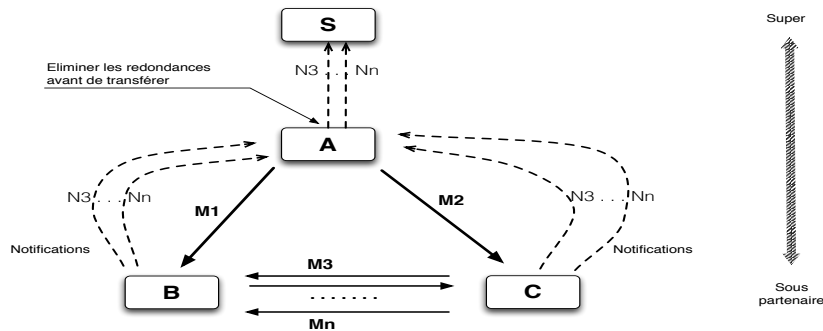 S
Super
Eliminer les redondances
avant de transférer
N3 . . . Nn
A
N3 . . . Nn
M1
M2
N3 . . . Nn
Notifications
Notifications
M3
B
. . . . . . .
C
Mn
Sous
partenaire